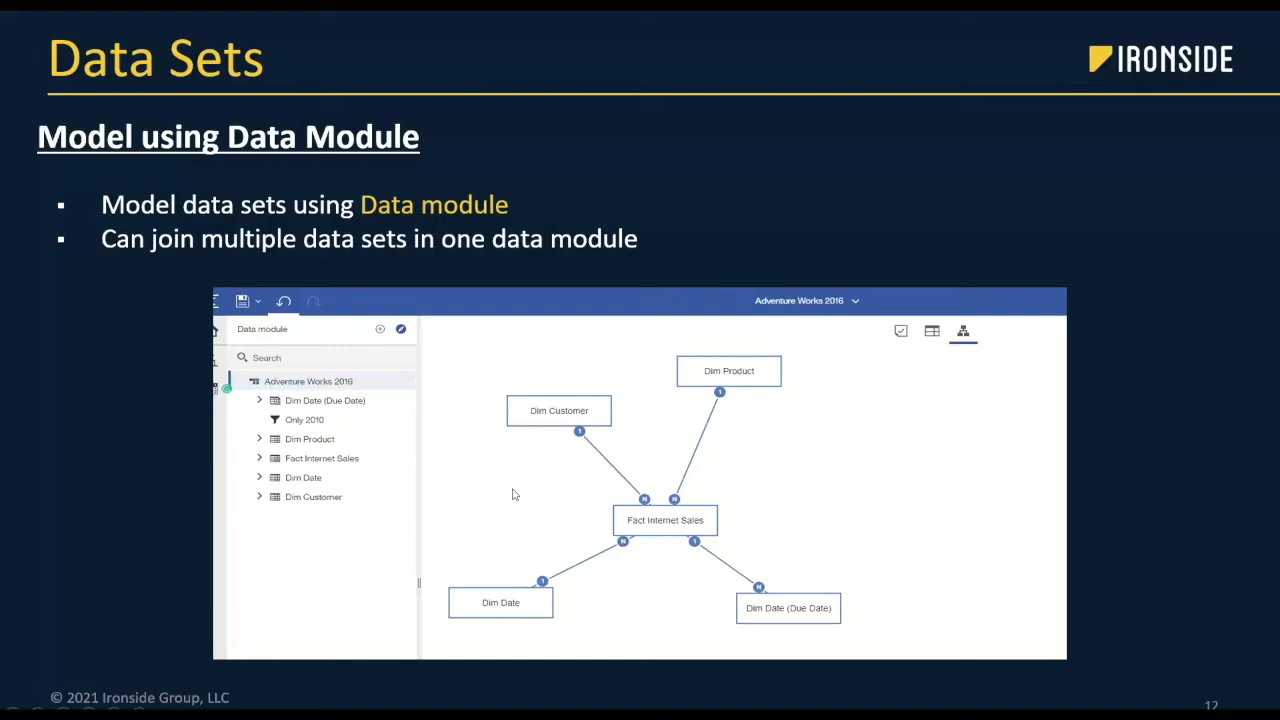 Data Sets
IRONSIDE
Model using Data Module
▪ Model data sets using Data module
▪ Can join multiple data sets in one data module
Adventure Works 2016
Data module
Search
Adventure Works 2016
Dim Date (Due Date)
Only 2010
Dim Product
Fact Internet Sales
Dim Date
Dim Customer
Dim Product
1
Dim Customer
1
N N
Fact Internet Sales
N 1
1 N
Dim Date
Dim Date (Due Date)
© 2021 Ironside Group, LLC
12